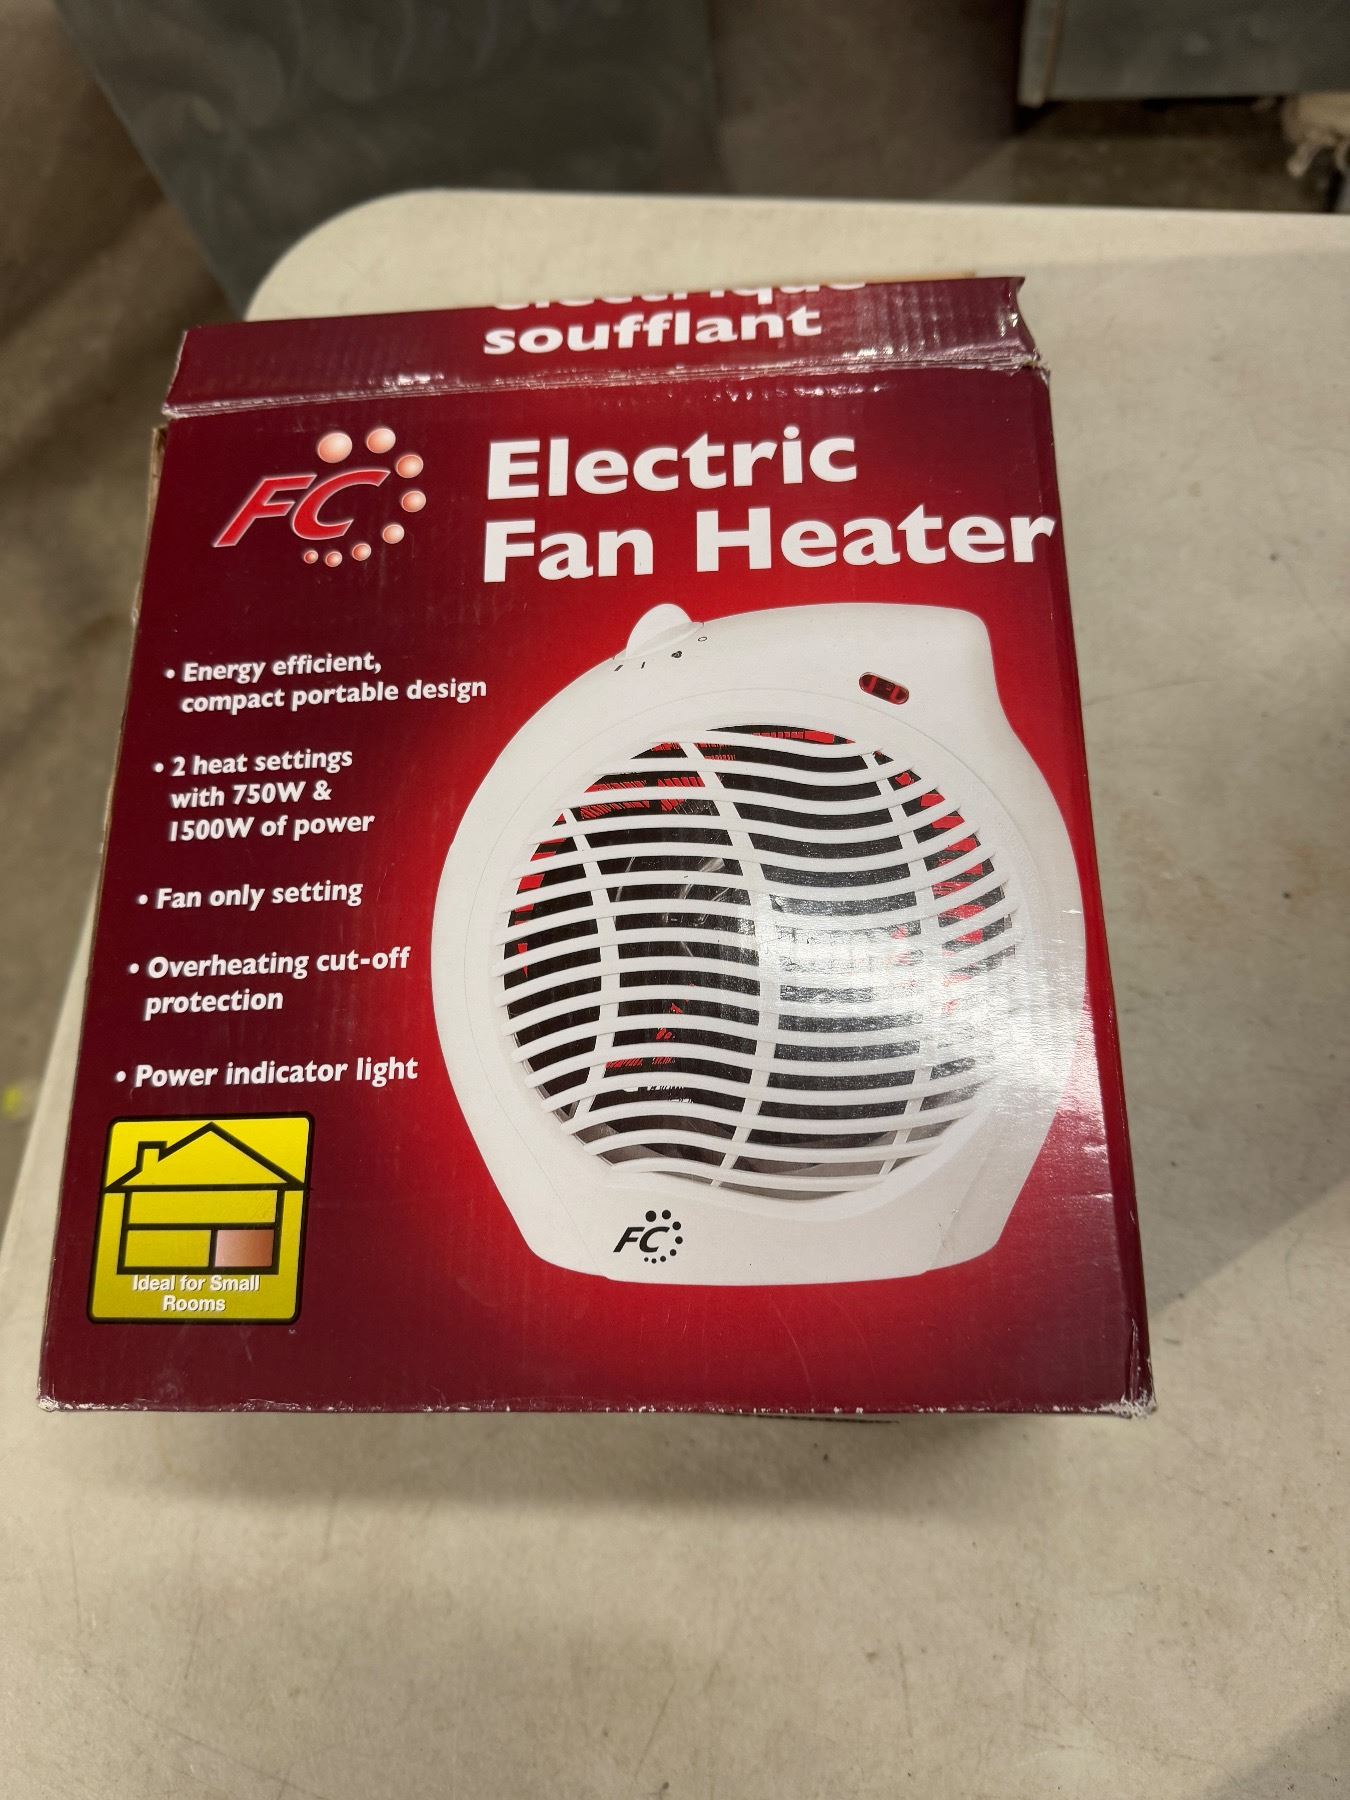 soufflant
FC
Electric
Fan Heater
• Energy efficient,
compact portable design
• 2 heat settings
with 750W &
1500W of power
• Fan only setting
• Overheating cut-off
protection
• Power indicator light
Ideal for Small
Rooms
FC